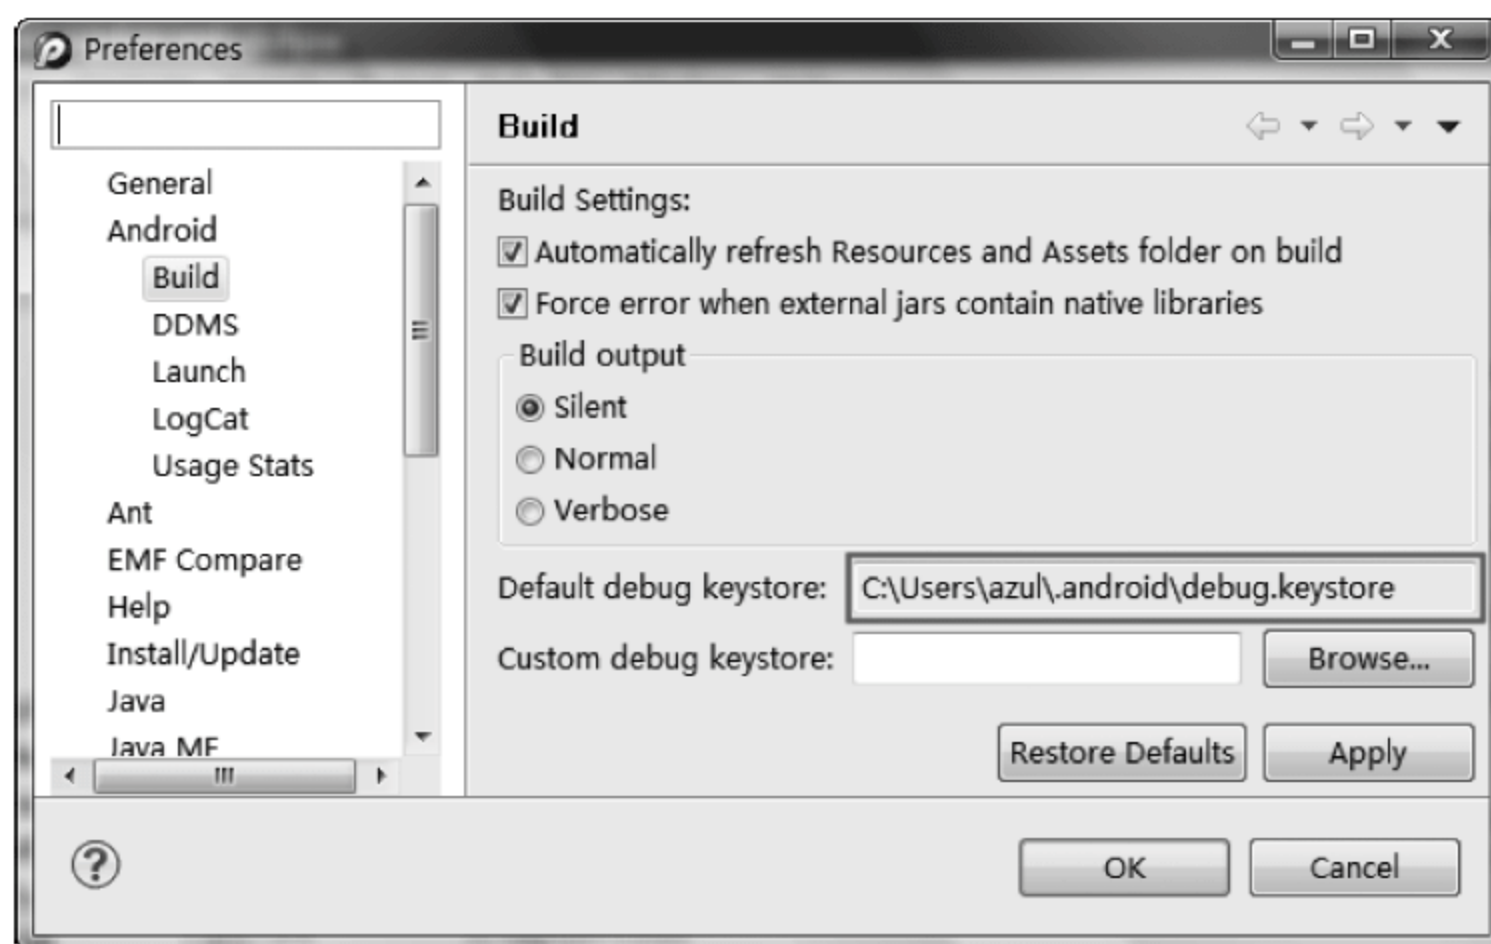 Preferences
General
Android
Build
DDMS
Launch
LogCat
Usage Stats
Ant
EMF Compare
Help
Install/Update
Java
Java ME
Build
Build Settings:
Automatically refresh Resources and Assets folder on build
Force error when external jars contain native libraries
Build output
Silent
Normal
Verbose
Default debug keystore: C:\Users\azul\.android\debug.keystore
Custom debug keystore: Browse...
Restore Defaults Apply
OK Cancel